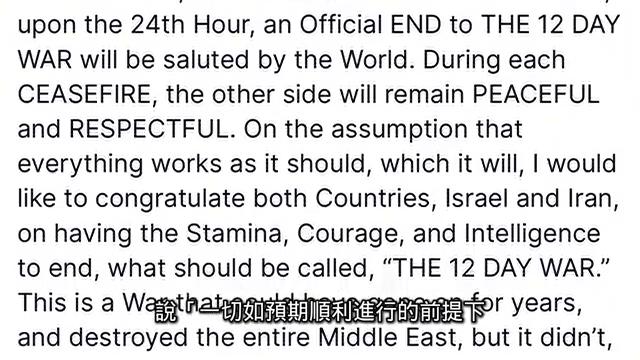 upon the 24th Hour, an Official END to THE 12 DAY
WAR will be saluted by the World. During each
CEASEFIRE, the other side will remain PEACEFUL
and RESPECTFUL. On the assumption that
everything works as it should, which it will, I would
like to congratulate both Countries, Israel and Iran,
on having the Stamina, Courage, and Intelligence
to end, what should be called, “THE 12 DAY WAR.”
This is a War that for years,
說「一切如預期順利進行的前提下
and destroyed the entire Middle East, but it didn’t,